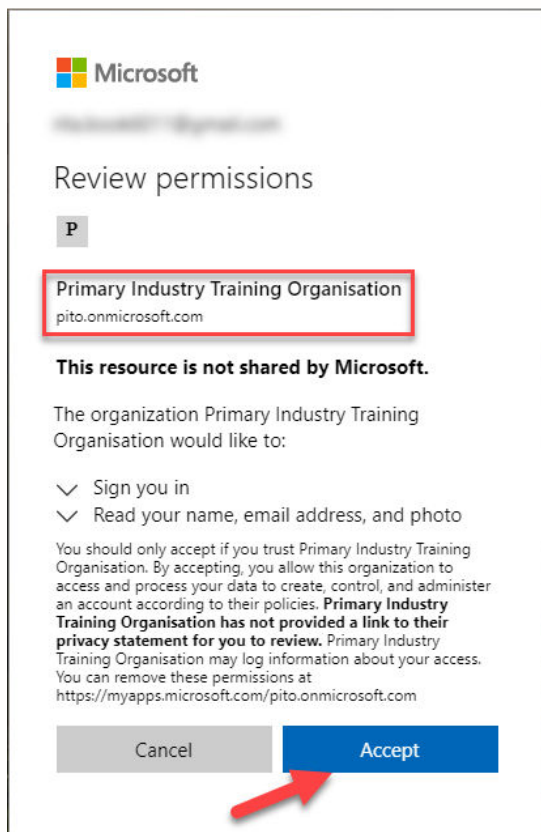 Microsoft
Review permissions
P
Primary Industry Training Organisation
pito.onmicrosoft.com
This resource is not shared by Microsoft.
The organization Primary Industry Training
Organisation would like to:
Sign you in
Read your name, email address, and photo
You should only accept if you trust Primary Industry Training
Organisation. By accepting, you allow this organization to
access and process your data to create, control, and administer
an account according to their policies. Primary Industry
Training Organisation has not provided a link to their
privacy statement for you to review. Primary Industry
Training Organisation may log information about your access.
You can remove these permissions at
https://myapps.microsoft.com/pito.onmicrosoft.com
Cancel
Accept